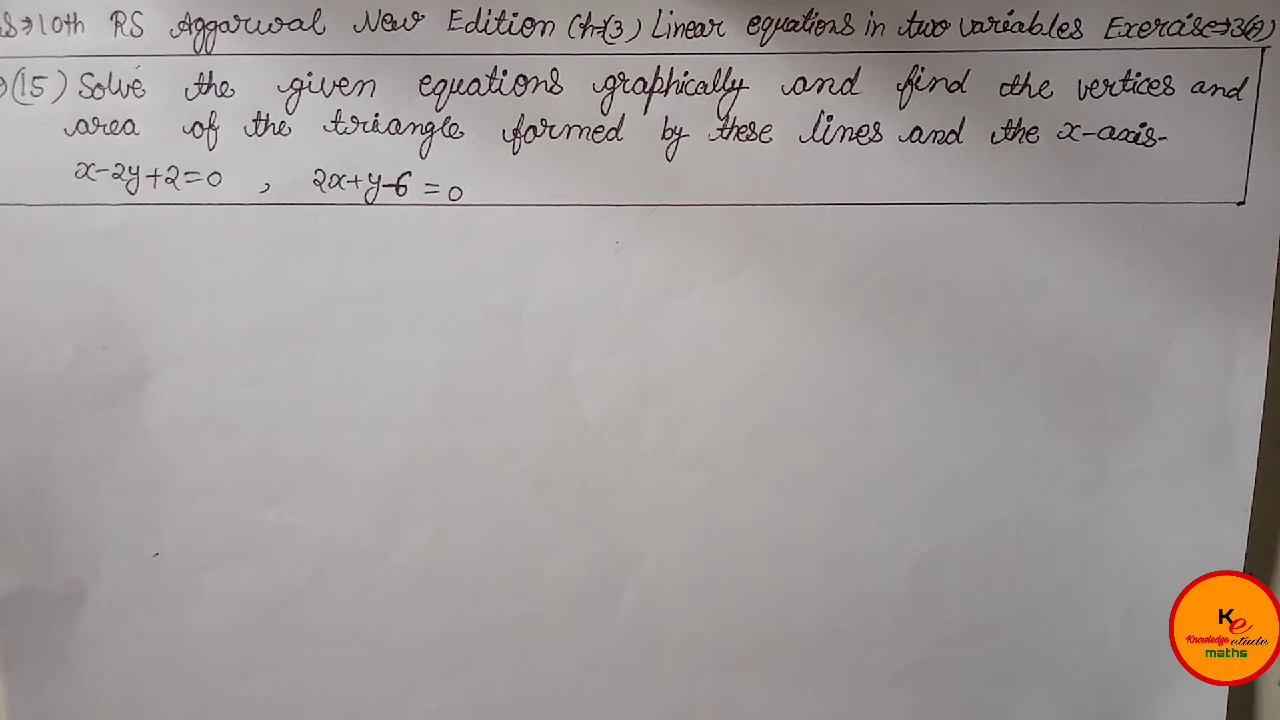 10th RS Aggarwal New Edition (ch-3) Linear equations in two variables Exercise→3(A)
(15) Solve the given equations graphically and find the vertices and
area of the triangle formed by these lines and the x-axis-
x-2y+2=0 , 2x+y-6=0
Ke
Knowledge etude
maths